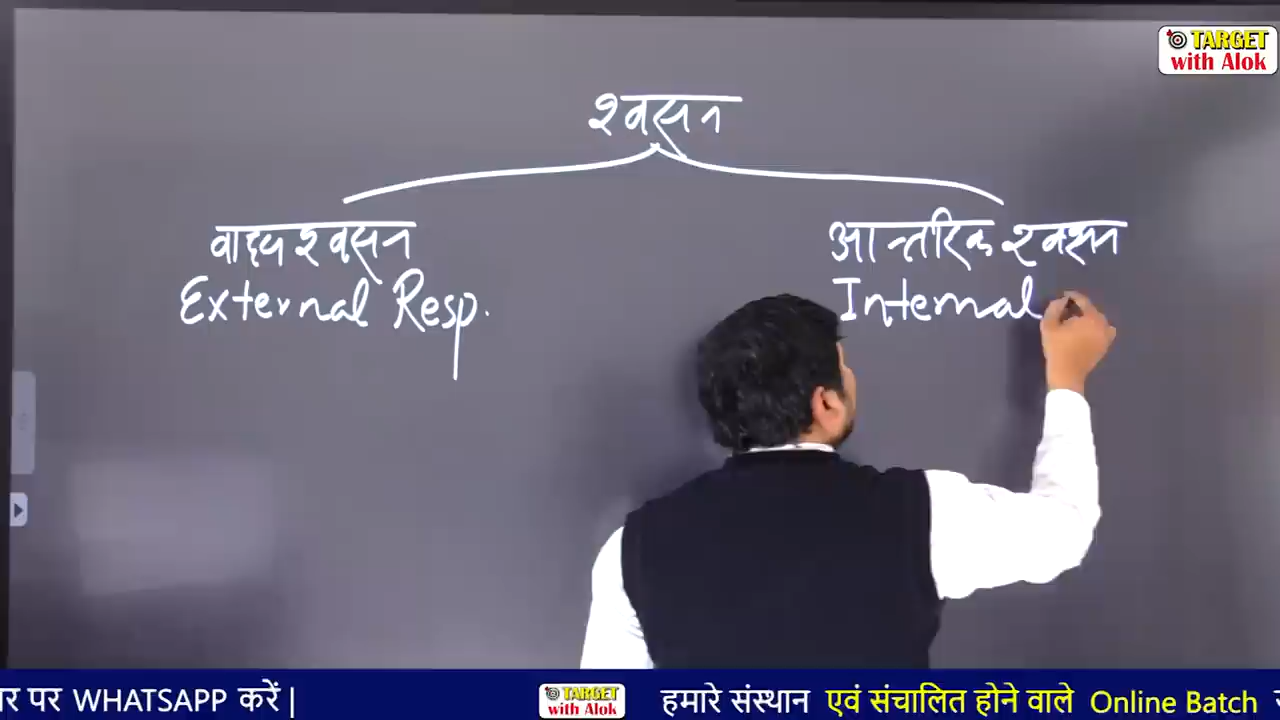 TARGET
with Alok
श्वसन
वाह्य श्वसन
आन्तरिक श्वसन
External Resp.
Internal
र पर WHATSAPP करें |
TARGET
with Alok
हमारे संस्थान एवं संचालित होने वाले Online Batch